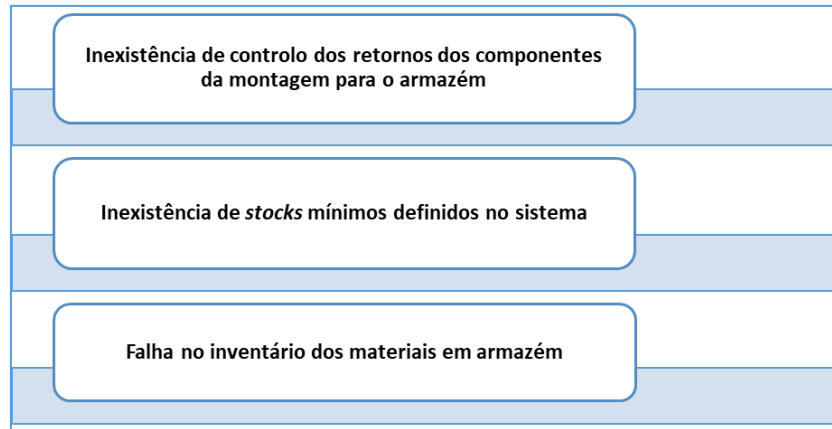 Inexistência de controlo dos retornos dos componentes
da montagem para o armazém
Inexistência de stocks mínimos definidos no sistema
Falha no inventário dos materiais em armazém